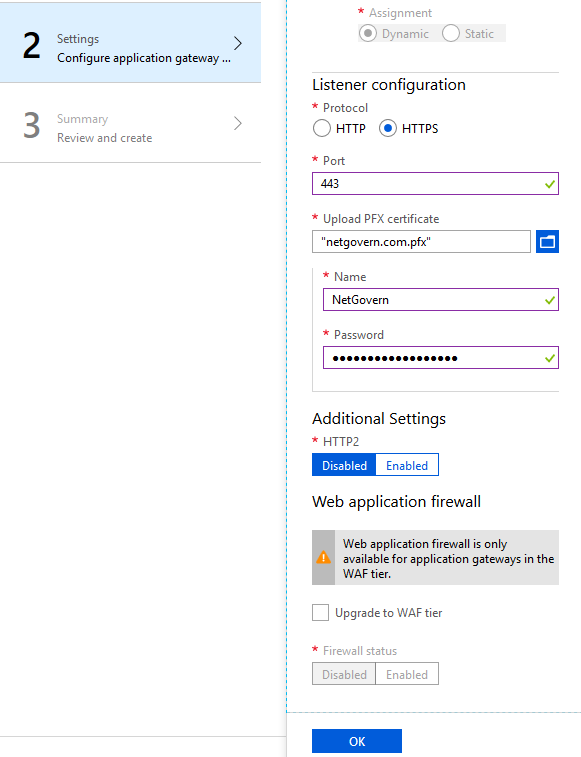 2
Settings
Configure application gateway ...
3
Summary
Review and create
* Assignment
Dynamic Static
Listener configuration
* Protocol
HTTP HTTPS
* Port
443
* Upload PFX certificate
"netgovern.com.pfx"
* Name
NetGovern
* Password
••••••••••••••••••
Additional Settings
* HTTP2
Disabled Enabled
Web application firewall
Web application firewall is only
available for application gateways in the
WAF tier.
Upgrade to WAF tier
* Firewall status
Disabled Enabled
OK